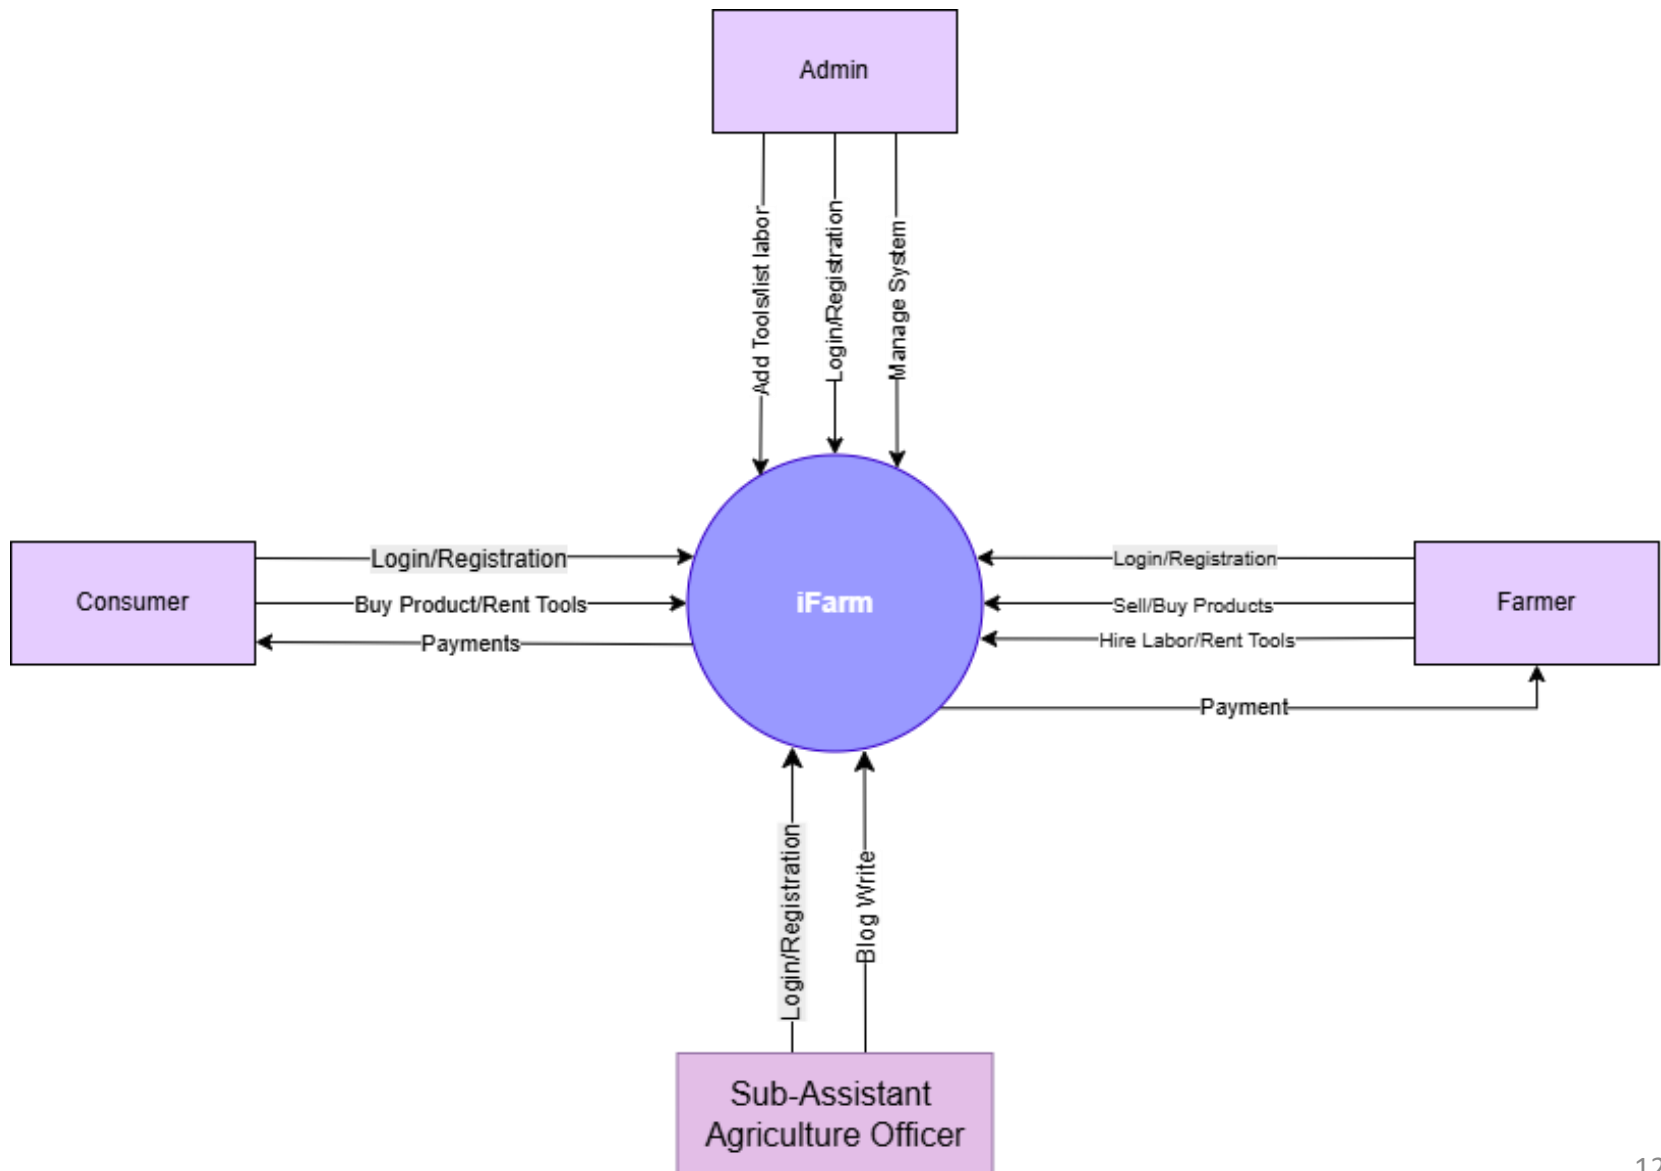 Admin
Add Tools/list labor
Login/Registration
Manage System
Consumer
Login/Registration
Buy Product/Rent Tools
Payments
iFarm
Login/Registration
Sell/Buy Products
Hire Labor/Rent Tools
Payment
Farmer
Login/Registration
Blog Write
Sub-Assistant
Agriculture Officer
12